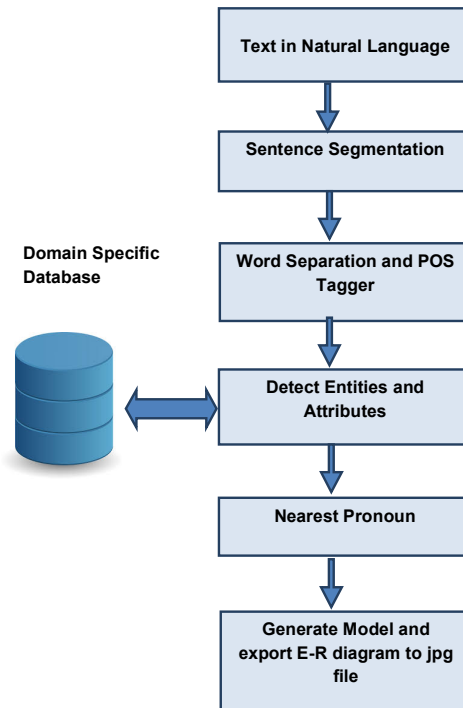 Text in Natural Language
Sentence Segmentation
Domain Specific
Database
Word Separation and POS
Tagger
Detect Entities and
Attributes
Nearest Pronoun
Generate Model and
export E-R diagram to jpg
file